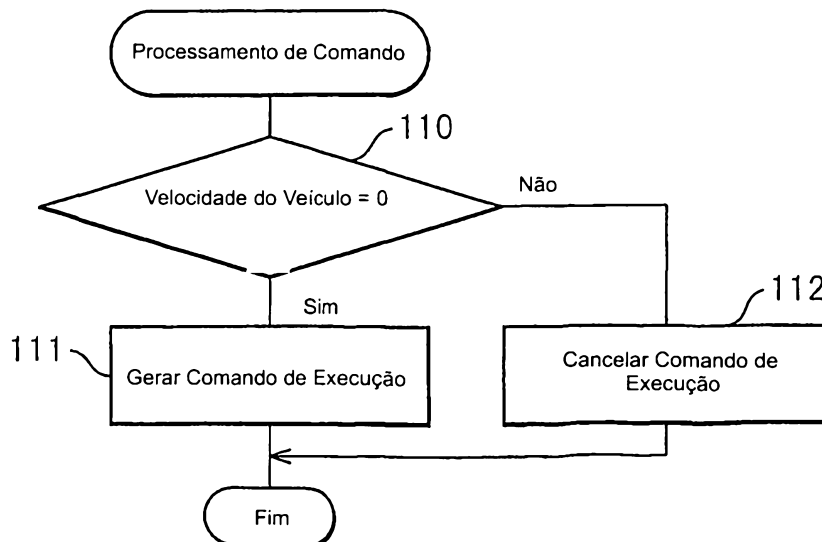 Processamento de Comando
110
Velocidade do Veículo = 0
Não
Sim
112
111
Gerar Comando de Execução
Cancelar Comando de
Execução
Fim